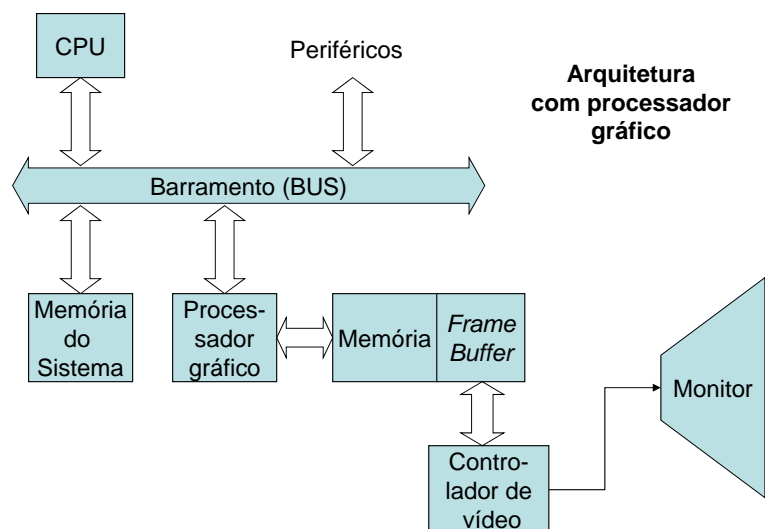 CPU
Periféricos
Arquitetura
com processador
gráfico
Barramento (BUS)
Memória
do
Sistema
Proces-
sador
gráfico
Memória
Frame
Buffer
Monitor
Contro-
lador de
vídeo